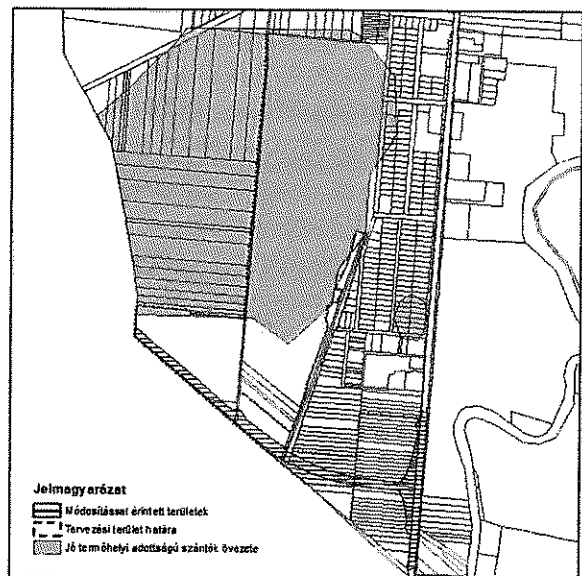 Jelmagyarázat
Módosítással érintett területek
Tervezési terület határa
Jó termőhelyi adottságú szántók övezete